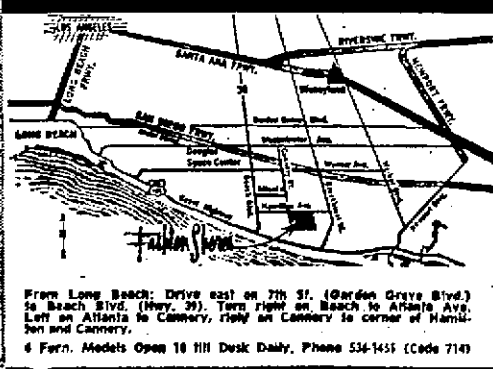 LOS ANGELES
RIVERSIDE FRWY.
SANTA ANA FRWY.
LONG BEACH FRWY.
NEWPORT FRWY.
Disneyland
39
Garden Grove Blvd.
SAN DIEGO FRWY.
LONG BEACH
Westminster Ave.
Douglas
Space Center
Warner Ave.
Beach Blvd.
Hamilton Ave.
Coast Highway
Fashion Shores
From Long Beach: Drive east on 7th St. (Garden Grove Blvd.)
to Beach Blvd. (Hwy. 39). Turn right on Beach to Atlanta Ave.
Left on Atlanta to Cannery, right on Cannery to corner of Hamil-
ton and Cannery.
6 Furn. Models Open 10 till Dusk Daily, Phone 536-1455 (Code 714)